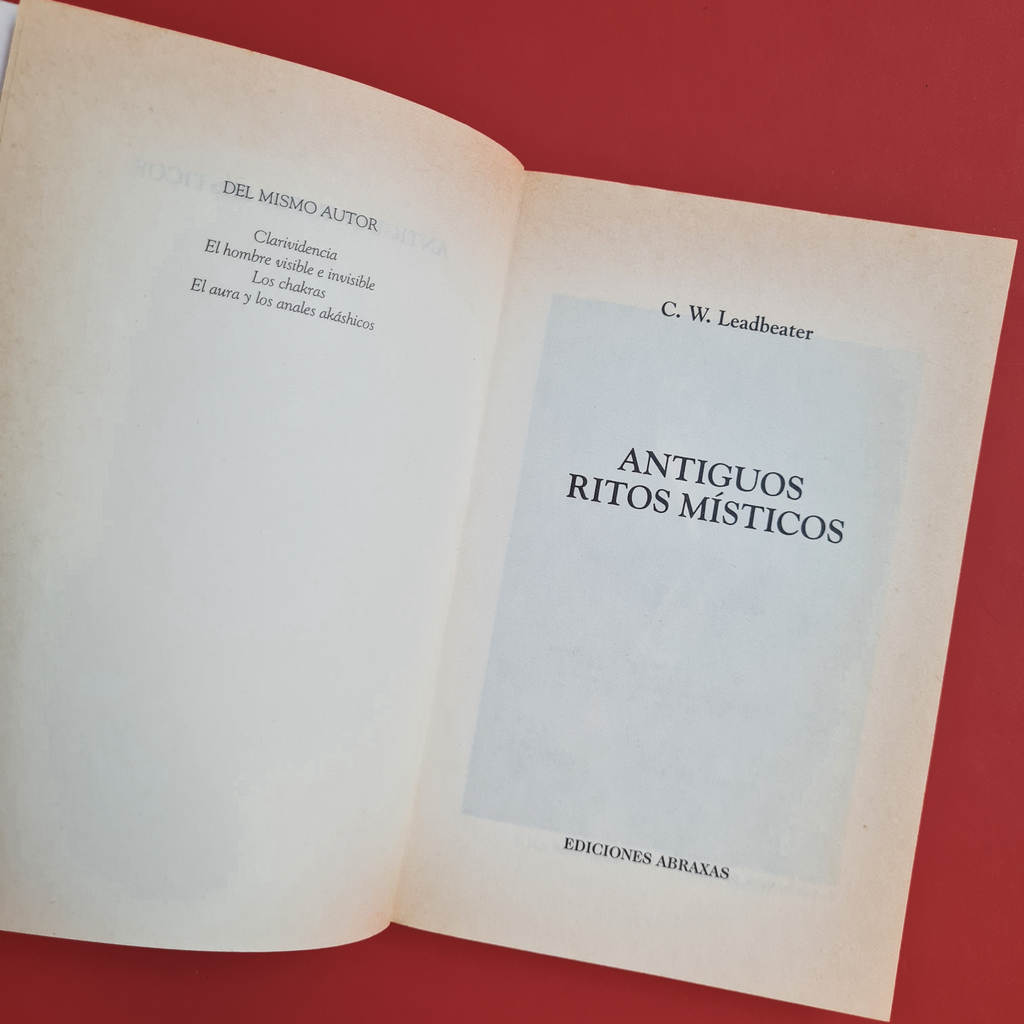 DEL MISMO AUTOR
Clarividencia
El hombre visible e invisible
Los chakras
El aura y los anales akáshicos
C. W. Leadbeater
ANTIGUOS
RITOS MÍSTICOS
EDICIONES ABRAXAS